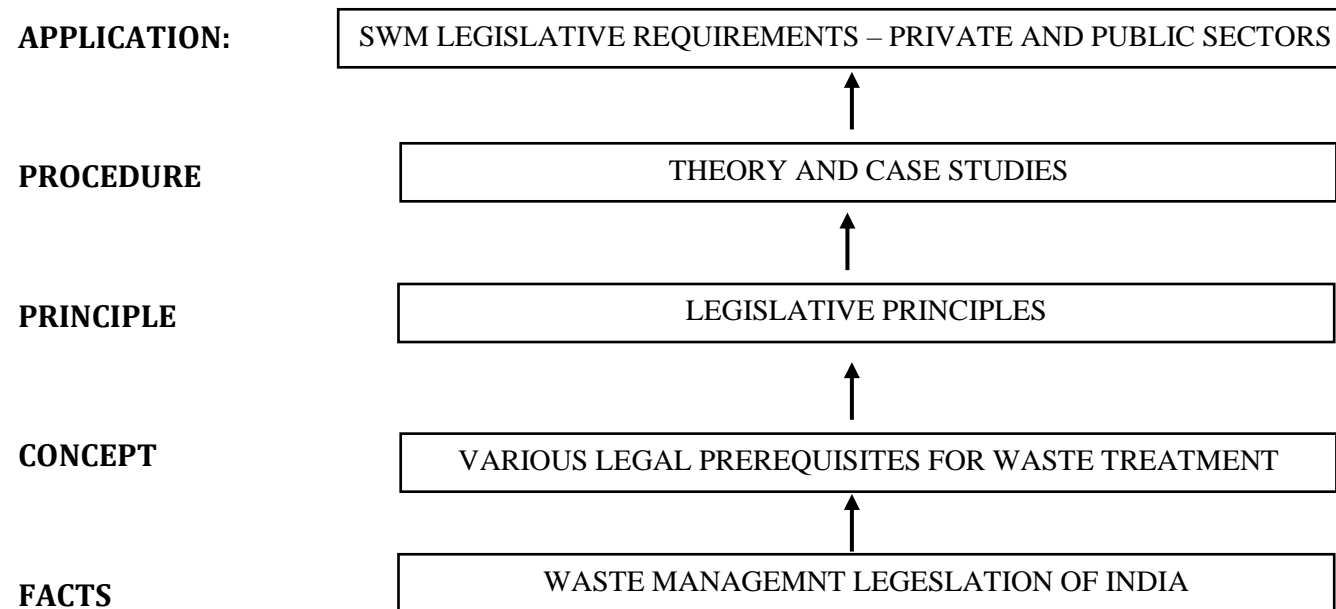 APPLICATION: SWM LEGISLATIVE REQUIREMENTS – PRIVATE AND PUBLIC SECTORS
PROCEDURE THEORY AND CASE STUDIES
PRINCIPLE LEGISLATIVE PRINCIPLES
CONCEPT VARIOUS LEGAL PREREQUISITES FOR WASTE TREATMENT
FACTS WASTE MANAGEMNT LEGESLATION OF INDIA